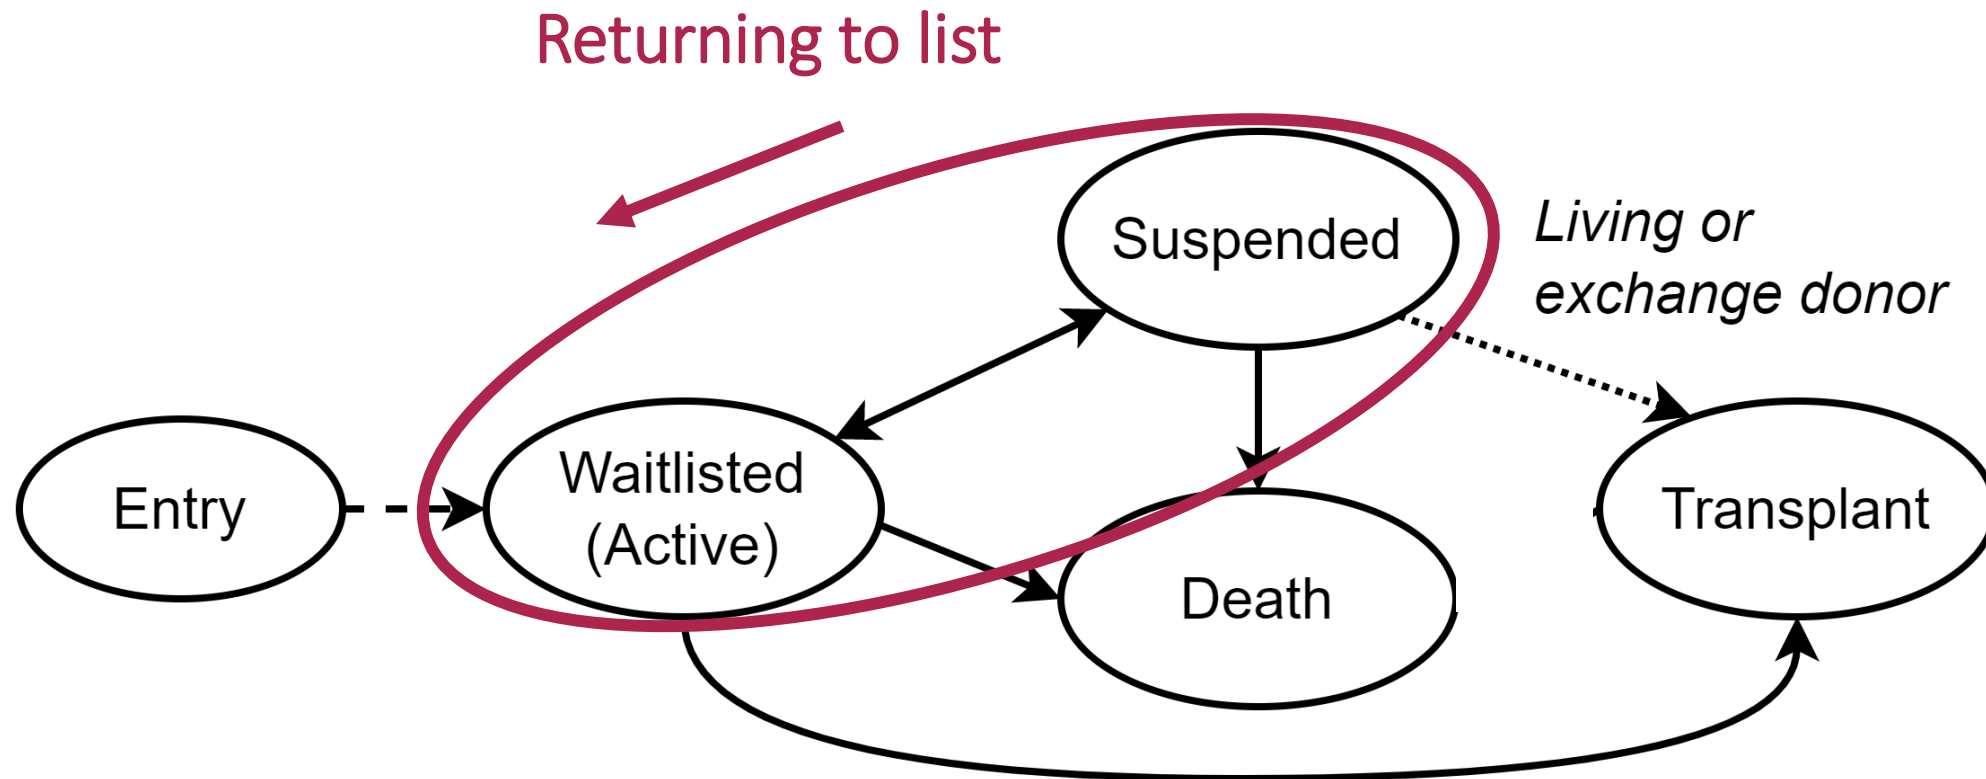 Returning to list
Suspended
Living or
exchange donor
Entry
Waitlisted
(Active)
Death
Transplant